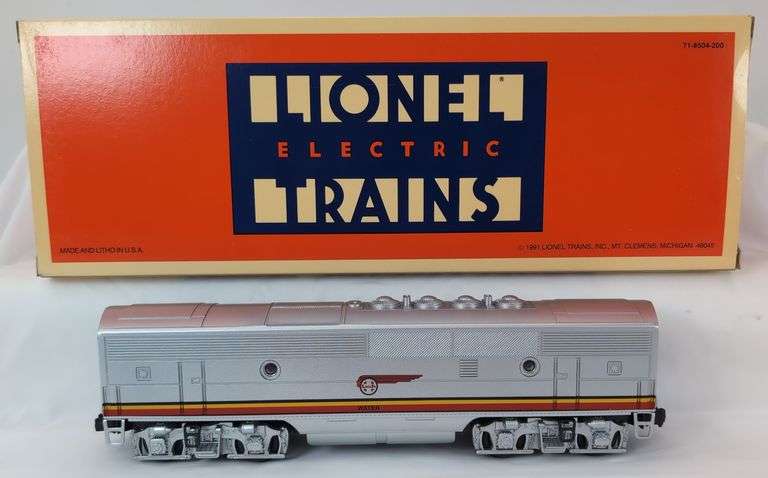 71-8504-200
LIONEL®
ELECTRIC
TRAINS
MADE AND LITHO IN U.S.A.
© 1991 LIONEL TRAINS, INC., MT. CLEMENS, MICHIGAN 48045